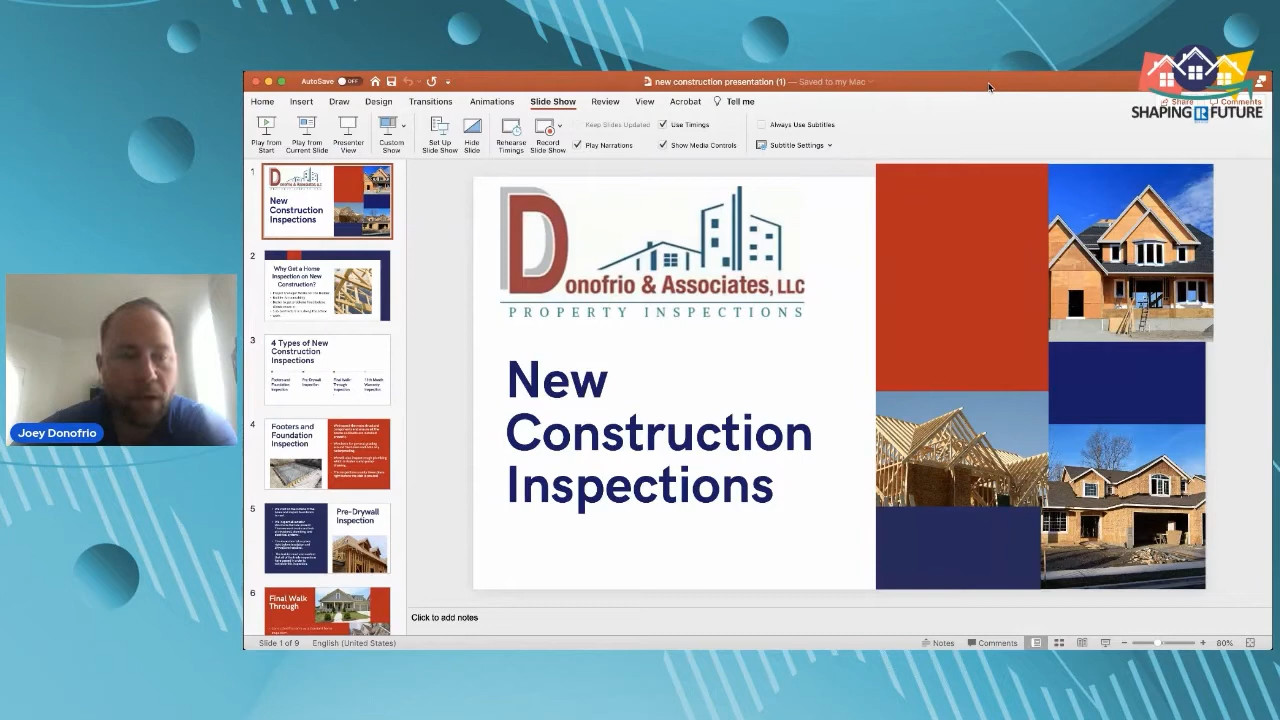 AutoSave OFF
new construction presentation (1) — Saved to my Mac
Home Insert Draw Design Transitions Animations Slide Show Review View Acrobat Tell me
Share Comments
SHAPING FUTURE
Play from Start
Play from Current Slide
Presenter View
Custom Show
Set Up Slide Show
Hide Slide
Rehearse Timings
Record Slide Show
Keep Slides Updated
Play Narrations
Use Timings
Show Media Controls
Always Use Subtitles
Subtitle Settings
1
New
Construction
Inspections
2
Why Get a Home
Inspection on New
Construction?
3
4 Types of New
Construction
Inspections
4
Footers and
Foundation
Inspection
5
Pre-Drywall
Inspection
6
Final Walk
Through
Joey Donofrio
Donofrio & Associates, LLC
PROPERTY INSPECTIONS
New
Construction
Inspections
Click to add notes
Slide 1 of 9 English (United States)
Notes Comments 80%